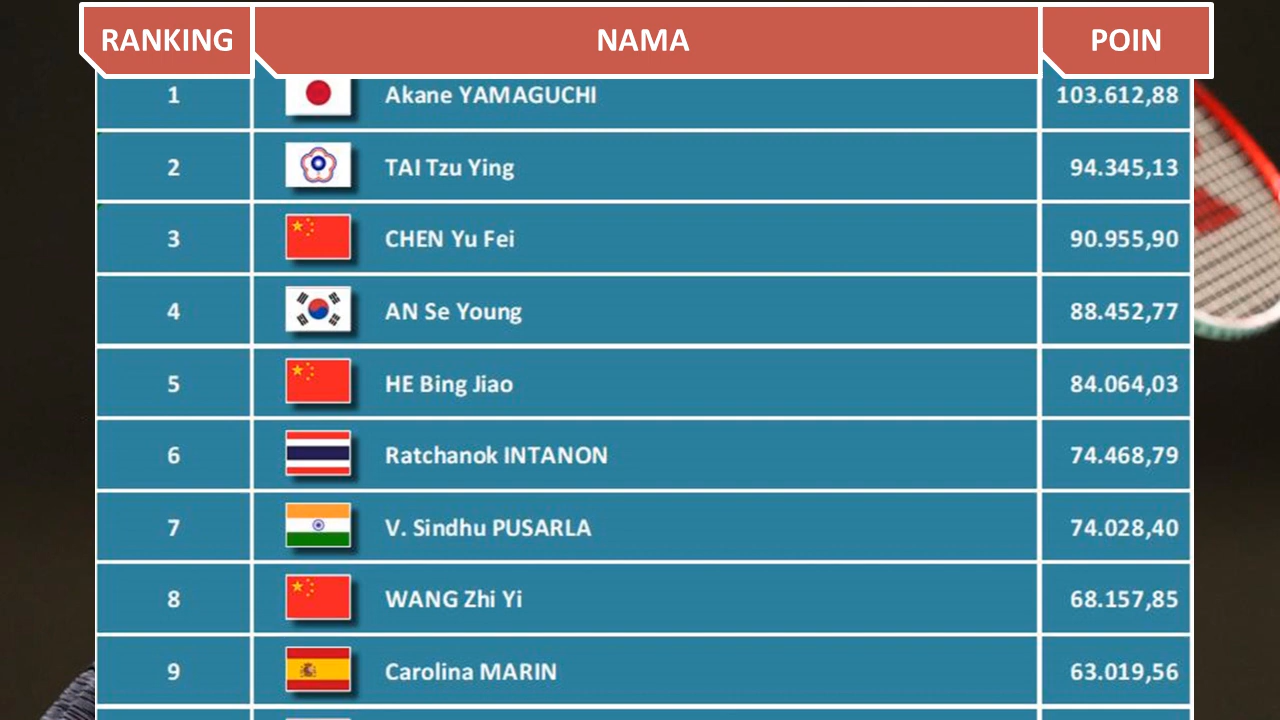 RANKING NAMA POIN
1 Akane YAMAGUCHI 103.612,88
2 TAI Tzu Ying 94.345,13
3 CHEN Yu Fei 90.955,90
4 AN Se Young 88.452,77
5 HE Bing Jiao 84.064,03
6 Ratchanok INTANON 74.468,79
7 V. Sindhu PUSARLA 74.028,40
8 WANG Zhi Yi 68.157,85
9 Carolina MARIN 63.019,56